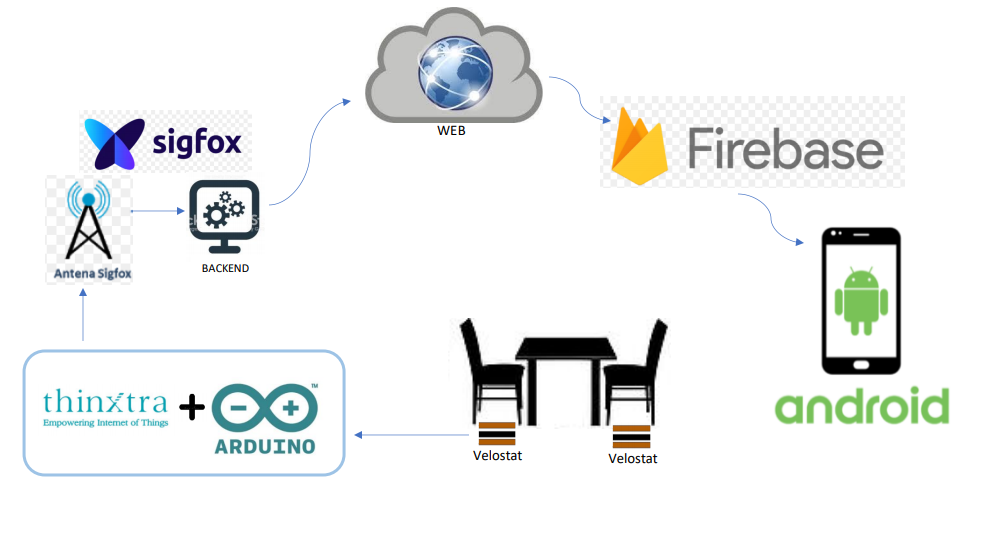 WEB
sigfox
Firebase
Antena Sigfox
BACKEND
android
thinxtra
Empowering Internet of Things
+
ARDUINO
TM
Velostat
Velostat